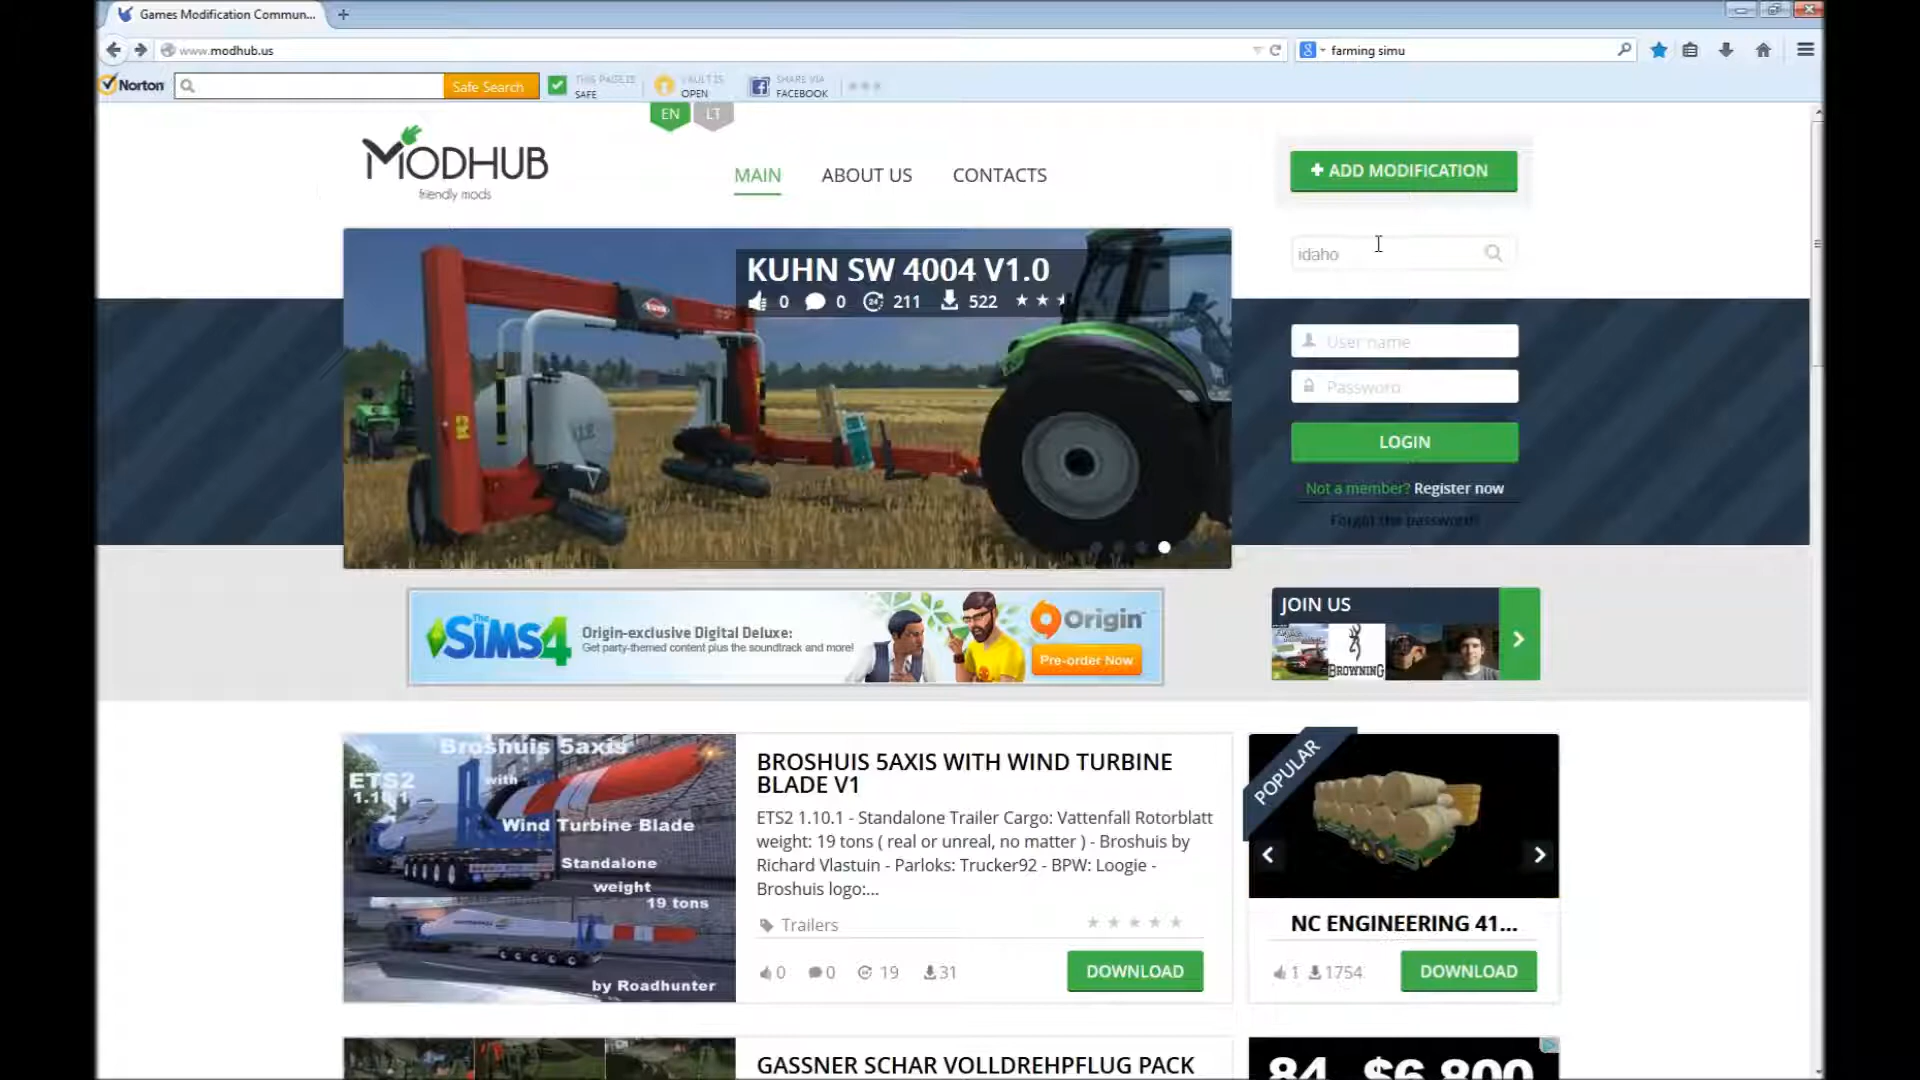 Games Modification Commun...
www.modhub.us
farming simu
Norton
Safe Search
THIS PAGE IS
SAFE
VAULT IS
OPEN
SHARE VIA
FACEBOOK
EN
LT
MODHUB
friendly mods
MAIN
ABOUT US
CONTACTS
+ ADD MODIFICATION
idaho
KUHN SW 4004 V1.0
0 0 24 211 522
User name
Password
LOGIN
Not a member? Register now
Forgot the password?
The SIMS 4
Origin-exclusive Digital Deluxe:
Get party-themed content plus the soundtrack and more!
Origin
Pre-order Now
JOIN US
BROWNING
Broshuis 5axis
with
ETS2
1.10.1
Wind Turbine Blade
Standalone
weight
19 tons
by Roadhunter
BROSHUIS 5AXIS WITH WIND TURBINE
BLADE V1
ETS2 1.10.1 - Standalone Trailer Cargo: Vattenfall Rotorblatt
weight: 19 tons ( real or unreal, no matter ) - Broshuis by
Richard Vlastuin - Parloks: Trucker92 - BPW: Loogie -
Broshuis logo:...
Trailers
0 0 19 31
DOWNLOAD
POPULAR
NC ENGINEERING 41...
1 1754
DOWNLOAD
GASSNER SCHAR VOLLDREHPFLUG PACK
84 $6,800